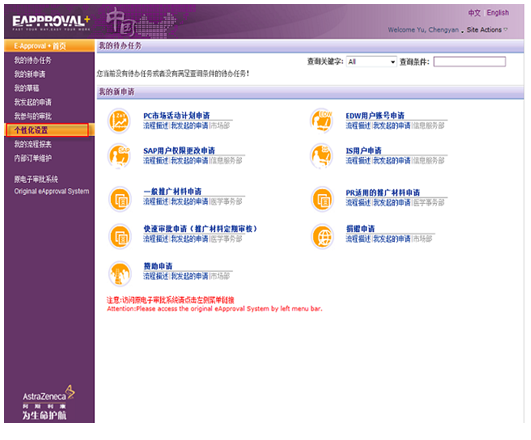 EAPPROVAL+
FAST YOUR WAY,EAST YOUR WORK
中国
中文 | English
Welcome Yu, Chengyan , Site Actions
E-Approval + 首页
我的待办任务
我的新申请
我的草稿
我发起的申请
我参与的审批
个性化设置
我的流程报表
内部订单维护
原电子审批系统
Original eApproval System
AstraZeneca
阿斯利康
为生命护航
我的待办任务
查询关键字: All 查询条件:
您当前没有待办任务或者没有满足查询条件的待办任务!
我的新申请
PC市场活动计划申请
流程描述|我发起的申请|市场部
EDW用户账号申请
流程描述|我发起的申请|信息服务部
SAP用户权限更改申请
流程描述|我发起的申请|信息服务部
IS用户申请
流程描述|我发起的申请|信息服务部
一般推广材料申请
流程描述|我发起的申请|医学事务部
PR适用的推广材料申请
流程描述|我发起的申请|医学事务部
快速审批申请（推广材料定期审核）
流程描述|我发起的申请|医学事务部
捐赠申请
流程描述|我发起的申请|市场部
赞助申请
流程描述|我发起的申请|市场部
注意:访问原电子审批系统请点击左侧菜单链接
Attention:Please access the original eApproval System by left menu bar.